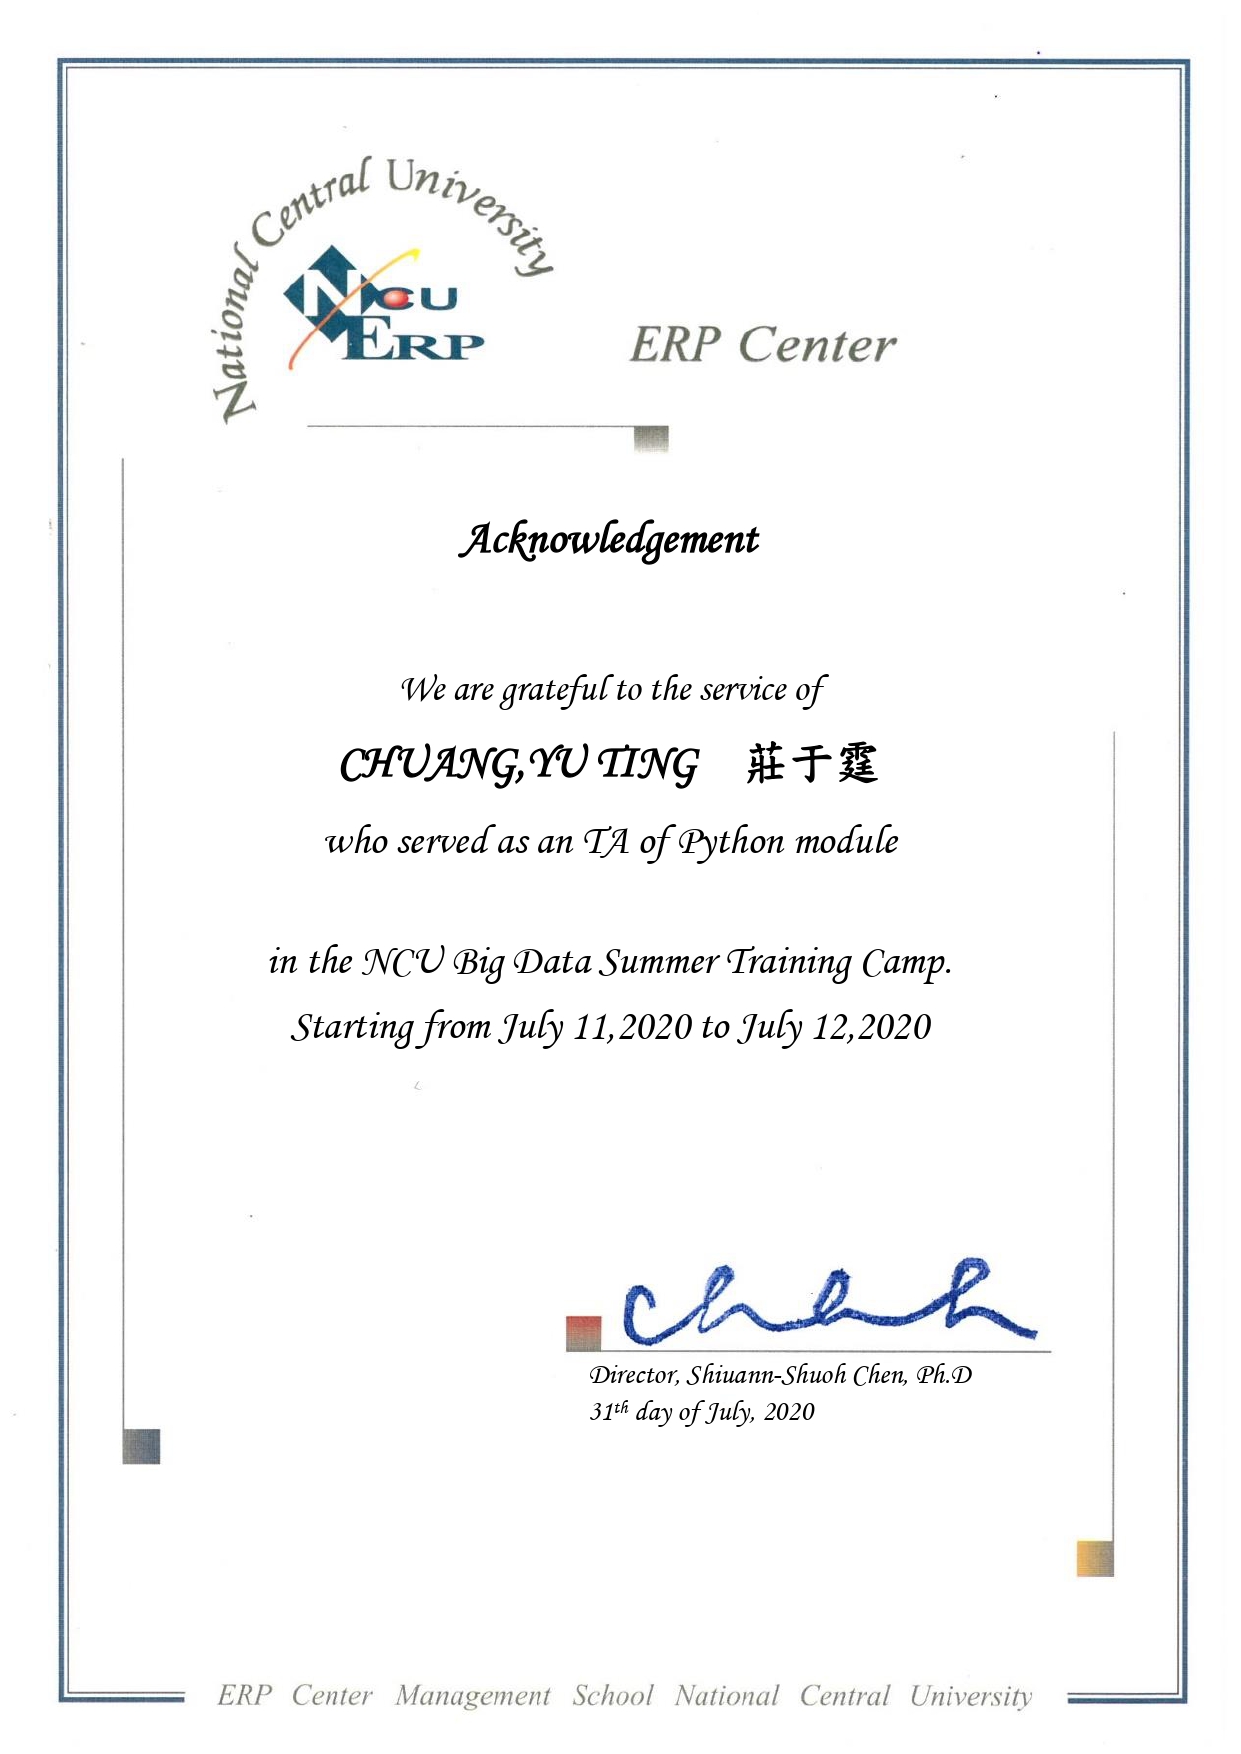 National Central University
NCU
ERP
ERP Center
Acknowledgement
We are grateful to the service of
CHUANG,YU TING 莊于霆
who served as an TA of Python module
in the NCU Big Data Summer Training Camp.
Starting from July 11,2020 to July 12,2020
Director, Shiuann-Shuoh Chen, Ph.D
31th day of July, 2020
ERP Center Management School National Central University